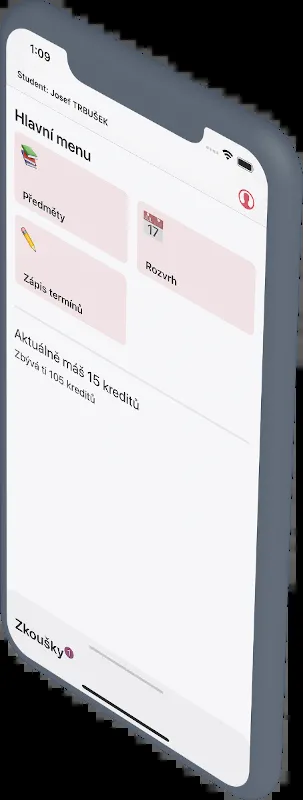 1:09
Student: Josef TRBUŠEK
Hlavní menu
Předměty
17
Rozvrh
Zápis termínů
Aktuálně máš 15 kreditů
Zbývá ti 105 kreditů
Zkoušky 1